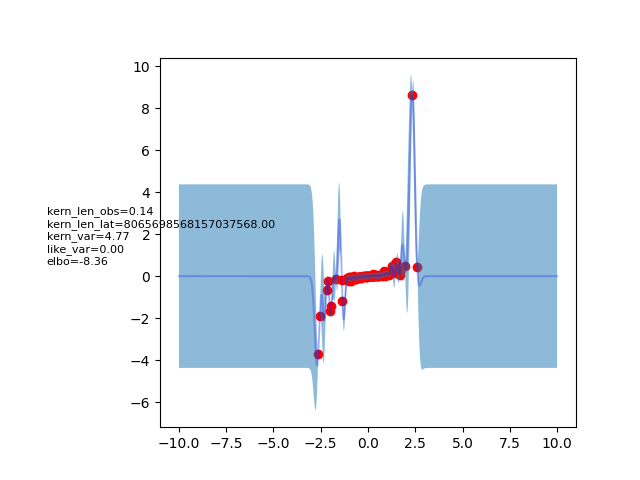 10
8
6
4
2
0
−2
−4
−6
kern_len_obs=0.14
kern_len_lat=8065698568157037568.00
kern_var=4.77
like_var=0.00
elbo=-8.36
−10.0 −7.5 −5.0 −2.5 0.0 2.5 5.0 7.5 10.0